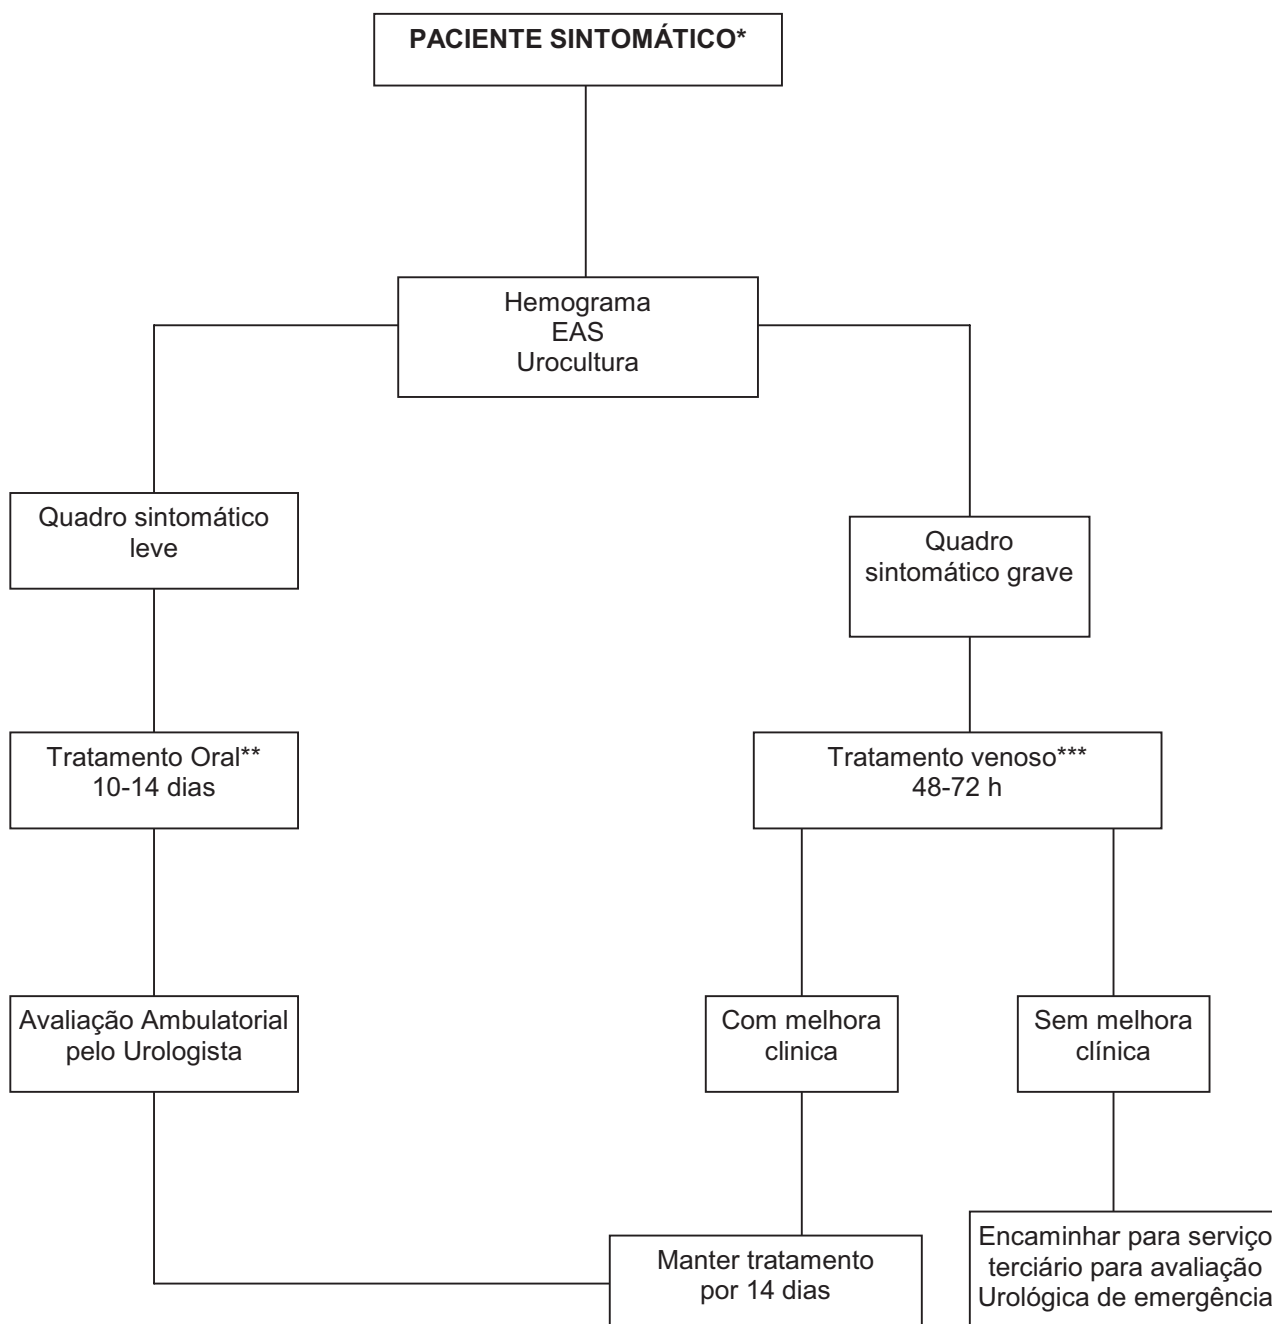 PACIENTE SINTOMÁTICO*
Hemograma
EAS
Urocultura
Quadro sintomático
leve
Quadro
sintomático grave
Tratamento Oral**
10-14 dias
Tratamento venoso***
48-72 h
Avaliação Ambulatorial
pelo Urologista
Com melhora
clinica
Sem melhora
clínica
Manter tratamento
por 14 dias
Encaminhar para serviço
terciário para avaliação
Urológica de emergência